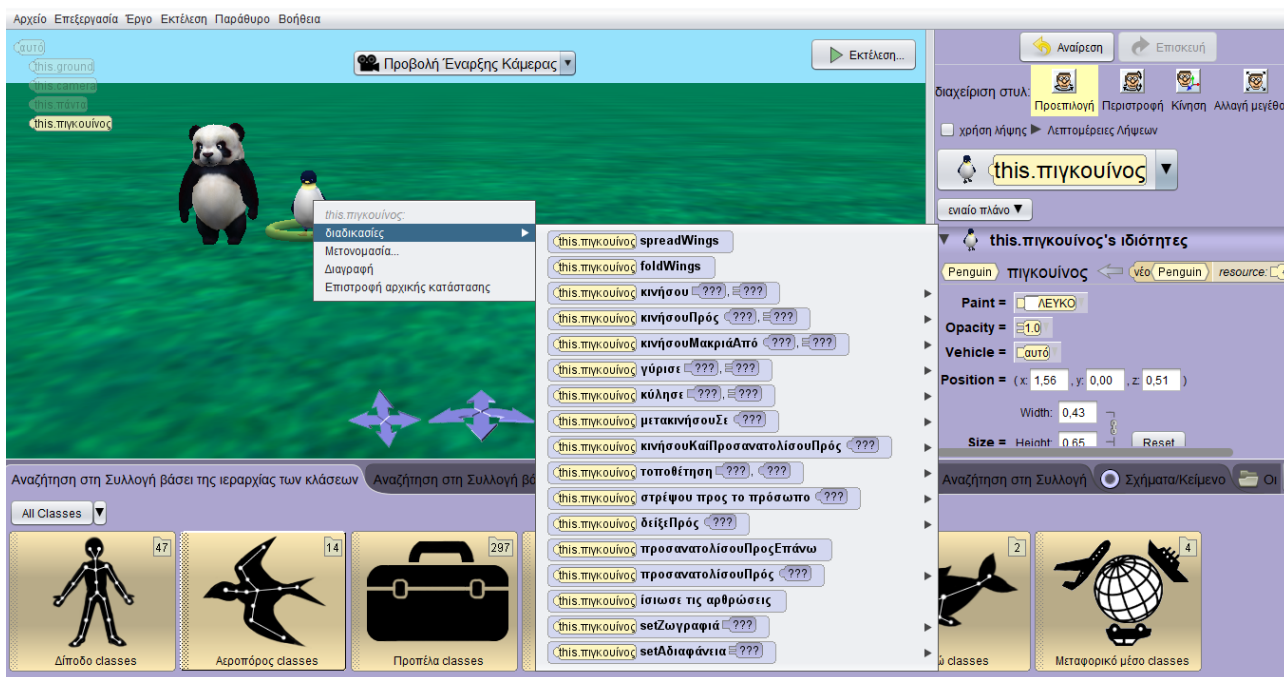 Αρχείο Επεξεργασία Έργο Εκτέλεση Παράθυρο Βοήθεια
αυτό
this.ground
this.camera
this.πάντα
this.πιγκουίνος
Προβολή Έναρξης Κάμερας
Εκτέλεση...
Αναίρεση Επισκευή
διαχείριση στυλ:
Προεπιλογή Περιστροφή Κίνηση Αλλαγή μεγέθο
χρήση λήψης Λεπτομέρειες Λήψεων
this.πιγκουίνος
ενιαίο πλάνο
this.πιγκουίνος's ιδιότητες
Penguin πιγκουίνος νέο Penguin resource:
Paint = ΛΕΥΚΟ
Opacity = 1.0
Vehicle = αυτό
Position = (x: 1,56 , y: 0,00 , z: 0,51 )
Width: 0,43
Size = Height: 0,65 Reset
this.πιγκουίνος:
διαδικασίες
Μετονομασία...
Διαγραφή
Επιστροφή αρχικής κατάστασης
this.πιγκουίνος spreadWings
this.πιγκουίνος foldWings
this.πιγκουίνος κινήσου ???, ???
this.πιγκουίνος κινήσουΠρός ???, ???
this.πιγκουίνος κινήσουΜακριάΑπό ???, ???
this.πιγκουίνος γύρισε ???, ???
this.πιγκουίνος κύλησε ???, ???
this.πιγκουίνος μετακινήσουΣε ???
this.πιγκουίνος κινήσουΚαίΠροσανατολίσουΠρός ???
this.πιγκουίνος τοποθέτηση ???, ???
this.πιγκουίνος στρέψου προς το πρόσωπο ???
this.πιγκουίνος δείξεΠρός ???
this.πιγκουίνος προσανατολίσουΠροςΕπάνω
this.πιγκουίνος προσανατολίσουΠρός ???
this.πιγκουίνος ίσιωσε τις αρθρώσεις
this.πιγκουίνος setΖωγραφιά ???
this.πιγκουίνος setΑδιαφάνεια ???
Αναζήτηση στη Συλλογή βάσει της ιεραρχίας των κλάσεων Αναζήτηση στη Συλλογή βά Αναζήτηση στη Συλλογή Σχήματα/Κείμενο Οι
All Classes
47 14 297 2 4
Δίποδο classes Αεροπόρος classes Προπέλα classes ώ classes Μεταφορικό μέσο classes